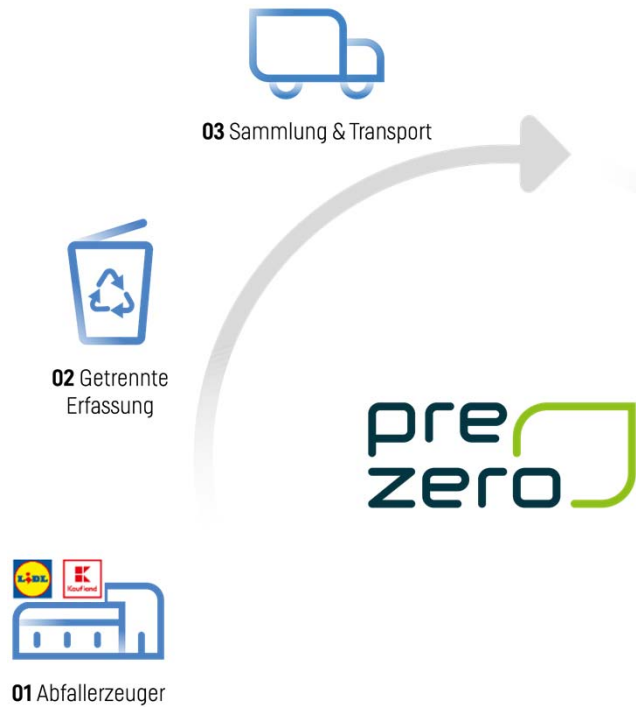 03 Sammlung & Transport
02 Getrennte
Erfassung
pre
zero
LiDL
K
Kaufland
01 Abfallerzeuger